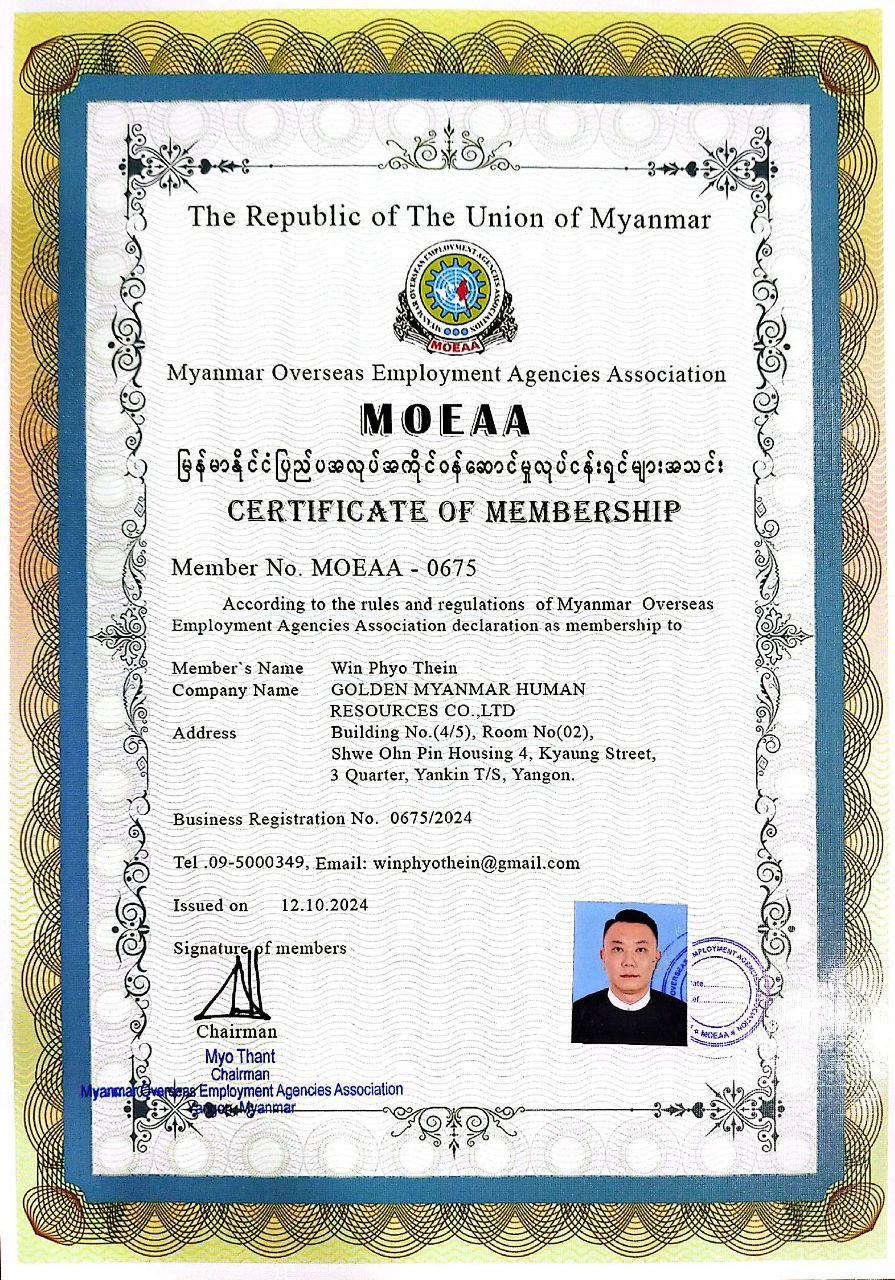 The Republic of The Union of Myanmar
MYANMAR OVERSEAS EMPLOYMENT AGENCIES ASSOCIATION
MOEAA
Myanmar Overseas Employment Agencies Association
MOEAA
မြန်မာနိုင်ငံပြည်ပအလုပ်အကိုင်ဝန်ဆောင်မှုလုပ်ငန်းရှင်များအသင်း
CERTIFICATE OF MEMBERSHIP
Member No. MOEAA - 0675
According to the rules and regulations of Myanmar Overseas
Employment Agencies Association declaration as membership to
Member`s Name Win Phyo Thein
Company Name GOLDEN MYANMAR HUMAN
RESOURCES CO.,LTD
Address Building No.(4/5), Room No(02),
Shwe Ohn Pin Housing 4, Kyaung Street,
3 Quarter, Yankin T/S, Yangon.
Business Registration No. 0675/2024
Tel .09-5000349, Email: winphyothein@gmail.com
Issued on 12.10.2024
Signature of members
Chairman
Myo Thant
Chairman
Myanmar Overseas Employment Agencies Association
Yangon, Myanmar
OVERSEAS EMPLOYMENT AGENCIES
MOEAA